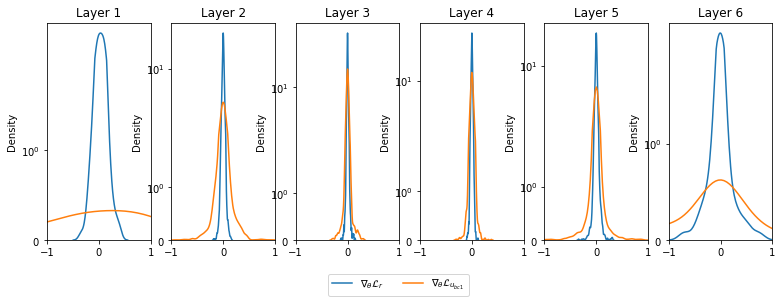 Layer 1 Layer 2 Layer 3 Layer 4 Layer 5 Layer 6
Density Density Density Density Density Density
10¹ 10¹ 10¹ 10¹
10⁰ 10⁰ 10⁰ 10⁰ 10⁰ 10⁰
0 0 0 0 0 0
−1 0 1 −1 0 1 −1 0 1 −1 0 1 −1 0 1 −1 0 1
∇θℒr ∇θℒu_bc1